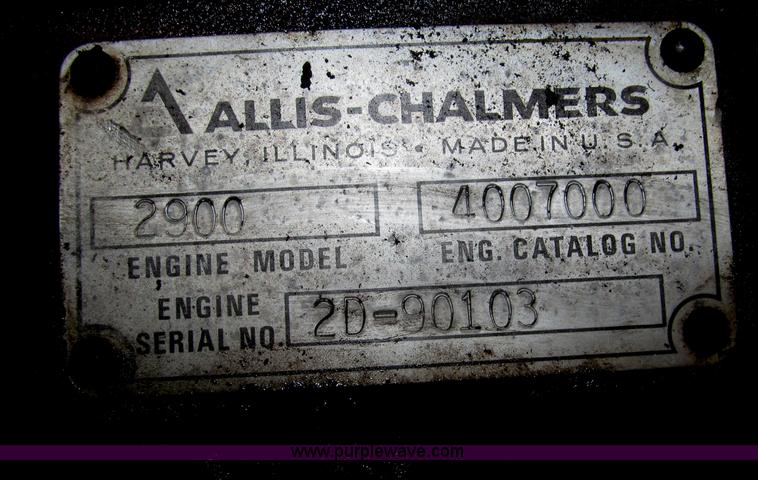 ALLIS-CHALMERS
HARVEY, ILLINOIS • MADE IN U.S.A.
2900 4007000
ENGINE MODEL ENG. CATALOG NO.
ENGINE
SERIAL NO. 2D-90103
www.purplewave.com